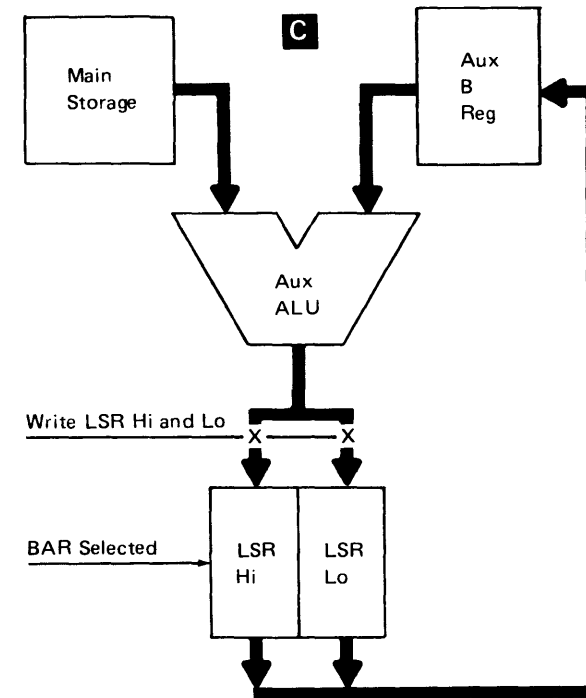 C
Main
Storage
Aux
B
Reg
Aux
ALU
Write LSR Hi and Lo
X
X
BAR Selected
LSR
Hi
LSR
Lo